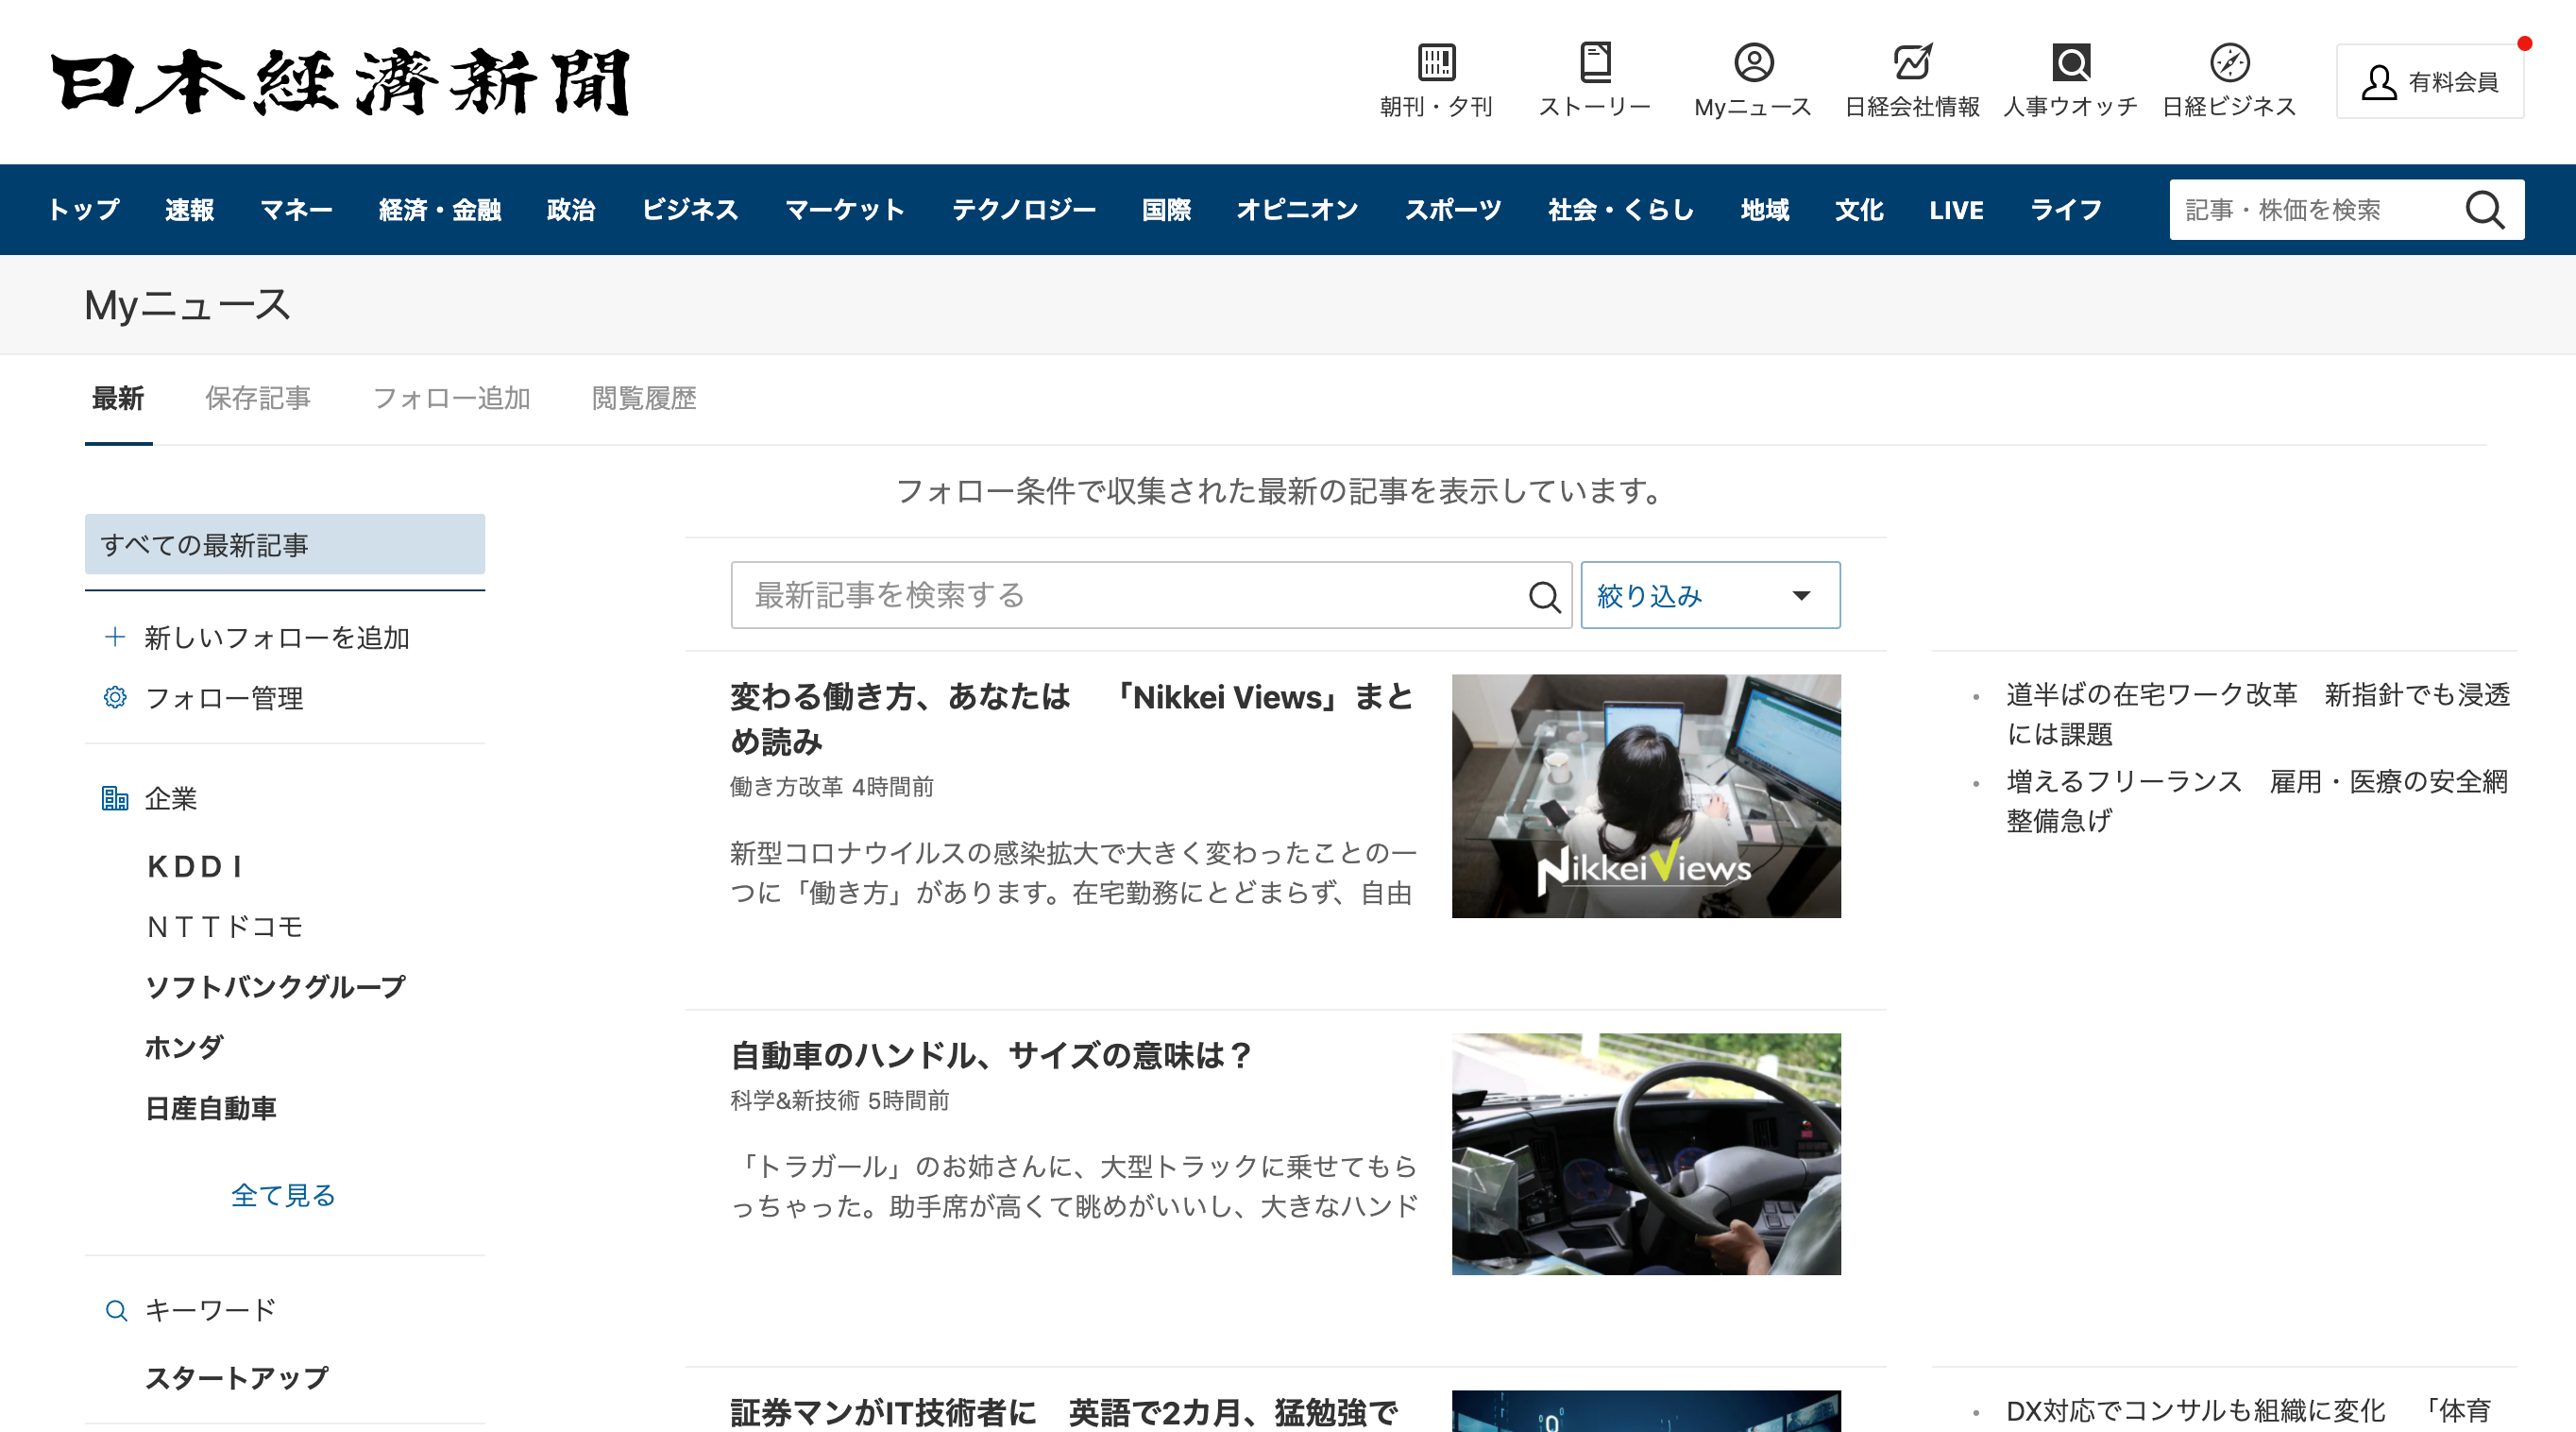 日本経済新聞
朝刊・夕刊
ストーリー
Myニュース
日経会社情報
人事ウオッチ
日経ビジネス
有料会員
トップ 速報 マネー 経済・金融 政治 ビジネス マーケット テクノロジー 国際 オピニオン スポーツ 社会・くらし 地域 文化 LIVE ライフ
記事・株価を検索
Myニュース
最新 保存記事 フォロー追加 閲覧履歴
フォロー条件で収集された最新の記事を表示しています。
すべての最新記事
新しいフォローを追加
フォロー管理
企業
ＫＤＤＩ
ＮＴＴドコモ
ソフトバンクグループ
ホンダ
日産自動車
全て見る
キーワード
スタートアップ
最新記事を検索する
絞り込み
変わる働き方、あなたは　「Nikkei Views」まと
め読み
働き方改革 4時間前
新型コロナウイルスの感染拡大で大きく変わったことの一
つに「働き方」があります。在宅勤務にとどまらず、自由
Nikkei Views
道半ばの在宅ワーク改革　新指針でも浸透
には課題
増えるフリーランス　雇用・医療の安全網
整備急げ
自動車のハンドル、サイズの意味は？
科学&新技術 5時間前
「トラガール」のお姉さんに、大型トラックに乗せてもら
っちゃった。助手席が高くて眺めがいいし、大きなハンド
証券マンがIT技術者に　英語で2カ月、猛勉強で
DX対応でコンサルも組織に変化　「体育